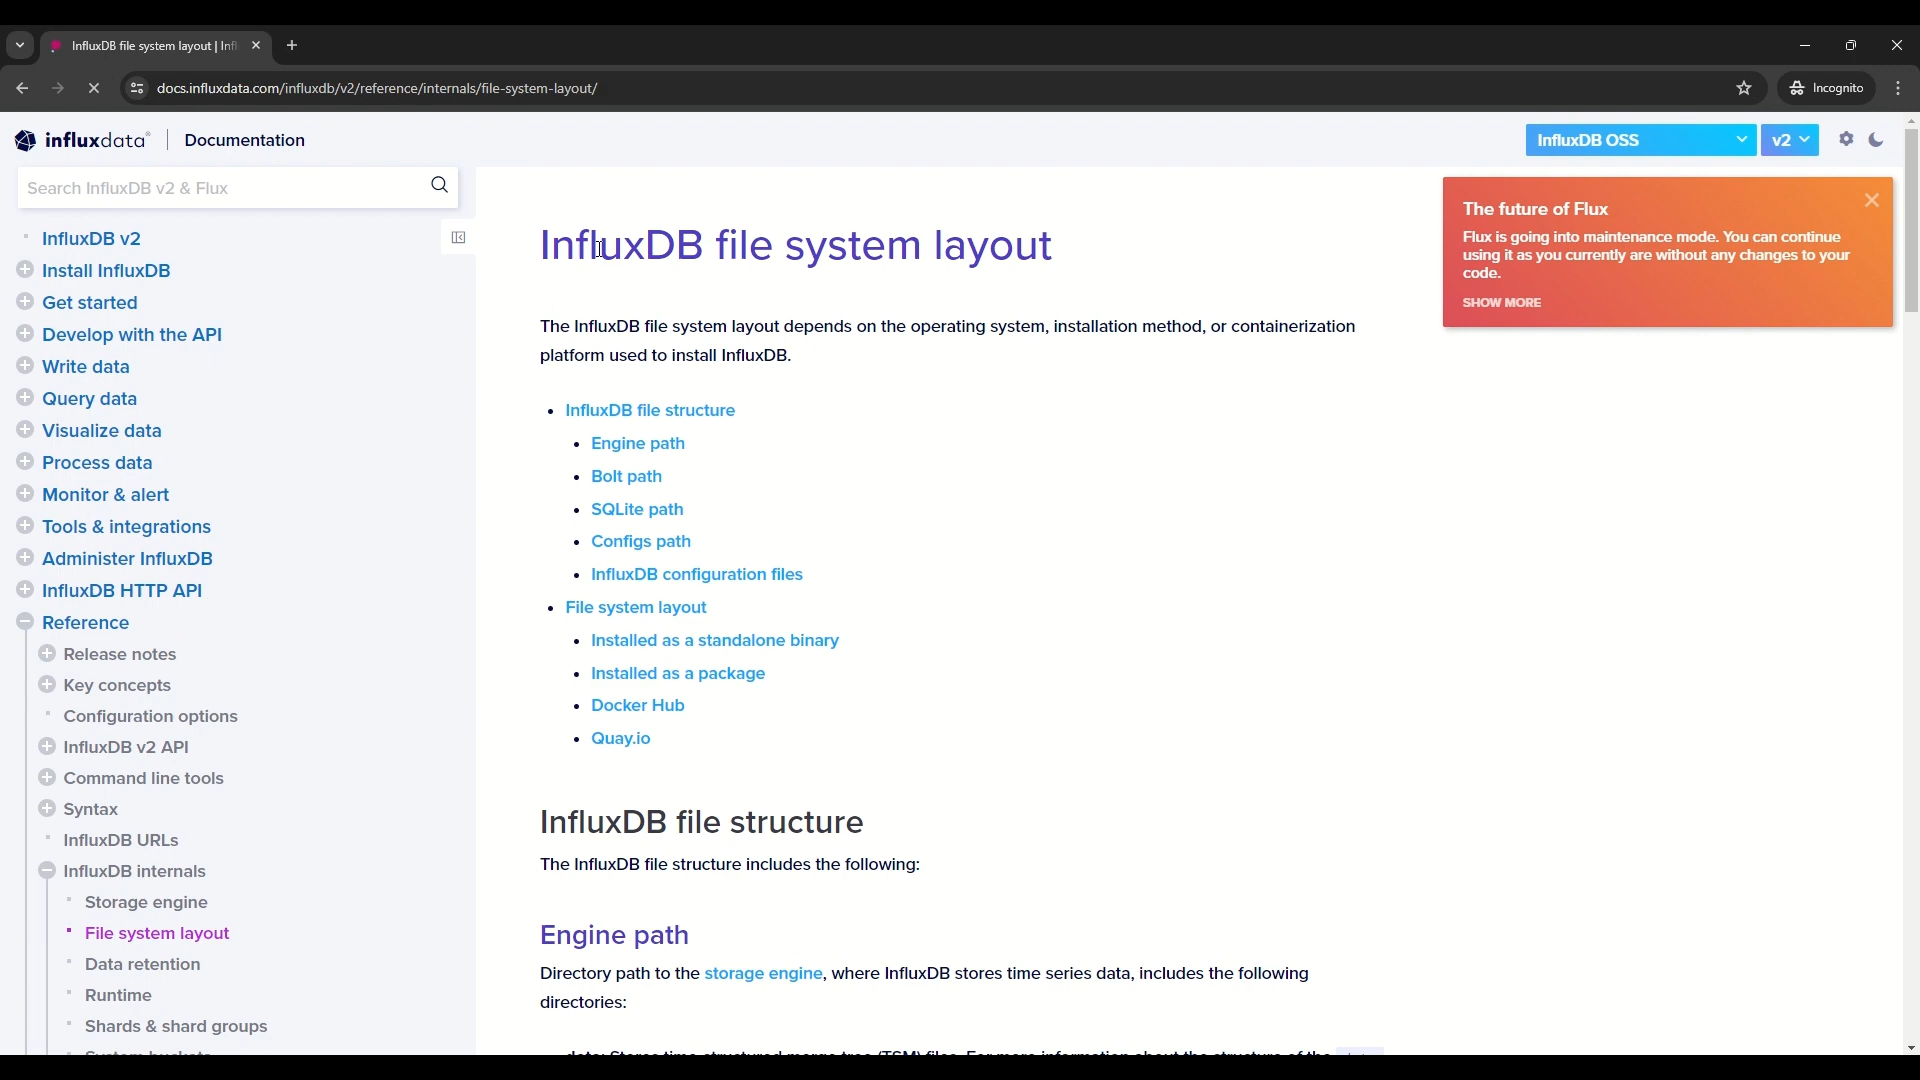 InfluxDB file system layout | Infl
docs.influxdata.com/influxdb/v2/reference/internals/file-system-layout/
Incognito
influxdata®
Documentation
InfluxDB OSS
v2
Search InfluxDB v2 & Flux
InfluxDB v2
Install InfluxDB
Get started
Develop with the API
Write data
Query data
Visualize data
Process data
Monitor & alert
Tools & integrations
Administer InfluxDB
InfluxDB HTTP API
Reference
Release notes
Key concepts
Configuration options
InfluxDB v2 API
Command line tools
Syntax
InfluxDB URLs
InfluxDB internals
Storage engine
File system layout
Data retention
Runtime
Shards & shard groups
InfluxDB file system layout
The InfluxDB file system layout depends on the operating system, installation method, or containerization
platform used to install InfluxDB.
• InfluxDB file structure
• Engine path
• Bolt path
• SQLite path
• Configs path
• InfluxDB configuration files
• File system layout
• Installed as a standalone binary
• Installed as a package
• Docker Hub
• Quay.io
InfluxDB file structure
The InfluxDB file structure includes the following:
Engine path
Directory path to the storage engine, where InfluxDB stores time series data, includes the following
directories:
The future of Flux
Flux is going into maintenance mode. You can continue
using it as you currently are without any changes to your
code.
SHOW MORE